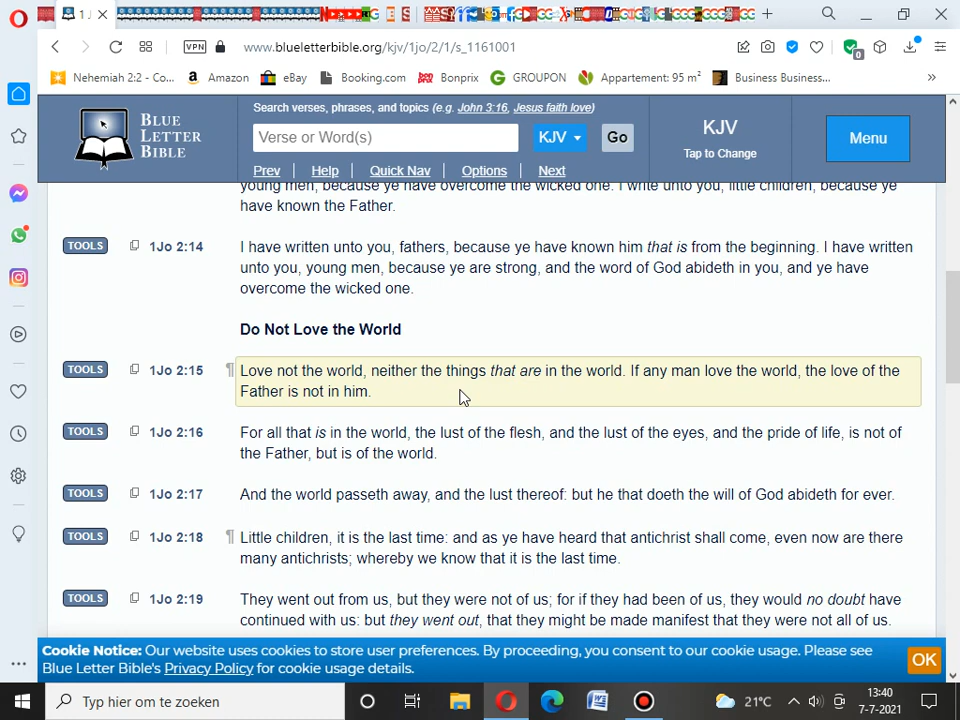 1 J
www.blueletterbible.org/kjv/1jo/2/1/s_1161001
VPN
0
Nehemiah 2:2 - Co...
Amazon
eBay
Booking.com
Bonprix
GROUPON
Appartement: 95 m²
Business Business...
BLUE
LETTER
BIBLE
Search verses, phrases, and topics (e.g. John 3:16, Jesus faith love)
Verse or Word(s)
KJV
Go
Prev
Help
Quick Nav
Options
Next
KJV
Tap to Change
Menu
young men, because ye have overcome the wicked one. I write unto you, little children, because ye
have known the Father.
TOOLS 1Jo 2:14 I have written unto you, fathers, because ye have known him that is from the beginning. I have written
unto you, young men, because ye are strong, and the word of God abideth in you, and ye have
overcome the wicked one.
Do Not Love the World
TOOLS 1Jo 2:15 ¶ Love not the world, neither the things that are in the world. If any man love the world, the love of the
Father is not in him.
TOOLS 1Jo 2:16 For all that is in the world, the lust of the flesh, and the lust of the eyes, and the pride of life, is not of
the Father, but is of the world.
TOOLS 1Jo 2:17 And the world passeth away, and the lust thereof: but he that doeth the will of God abideth for ever.
TOOLS 1Jo 2:18 ¶ Little children, it is the last time: and as ye have heard that antichrist shall come, even now are there
many antichrists; whereby we know that it is the last time.
TOOLS 1Jo 2:19 They went out from us, but they were not of us; for if they had been of us, they would no doubt have
continued with us: but they went out, that they might be made manifest that they were not all of us.
Cookie Notice: Our website uses cookies to store user preferences. By proceeding, you consent to our cookie usage. Please see
Blue Letter Bible's Privacy Policy for cookie usage details.
OK
Typ hier om te zoeken
21°C
13:40
7-7-2021